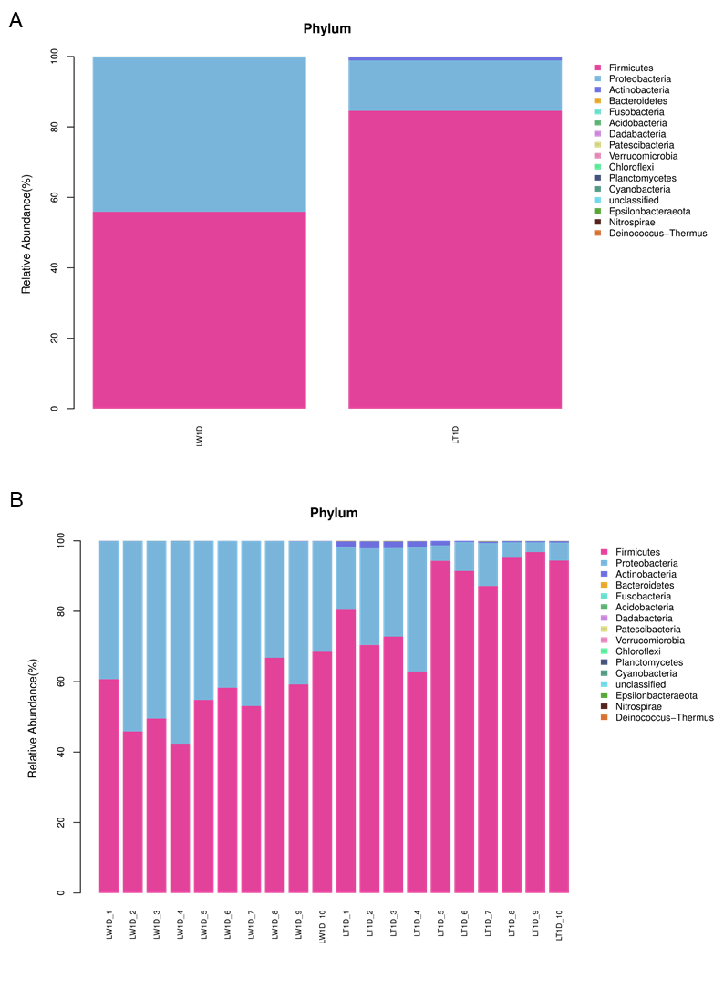 A
Phylum
Relative Abundance(%)
100
80
60
40
20
0
LW1D
LT1D
Firmicutes
Proteobacteria
Actinobacteria
Bacteroidetes
Fusobacteria
Acidobacteria
Dadabacteria
Patescibacteria
Verrucomicrobia
Chloroflexi
Planctomycetes
Cyanobacteria
unclassified
Epsilonbacteraeota
Nitrospirae
Deinococcus−Thermus
B
Phylum
Relative Abundance(%)
100
80
60
40
20
0
LW1D_1
LW1D_2
LW1D_3
LW1D_4
LW1D_5
LW1D_6
LW1D_7
LW1D_8
LW1D_9
LW1D_10
LT1D_1
LT1D_2
LT1D_3
LT1D_4
LT1D_5
LT1D_6
LT1D_7
LT1D_8
LT1D_9
LT1D_10
Firmicutes
Proteobacteria
Actinobacteria
Bacteroidetes
Fusobacteria
Acidobacteria
Dadabacteria
Patescibacteria
Verrucomicrobia
Chloroflexi
Planctomycetes
Cyanobacteria
unclassified
Epsilonbacteraeota
Nitrospirae
Deinococcus−Thermus